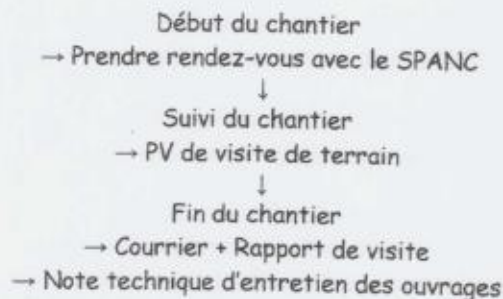 Début du chantier
→ Prendre rendez-vous avec le SPANC
↓
Suivi du chantier
→ PV de visite de terrain
↓
Fin du chantier
→ Courrier + Rapport de visite
→ Note technique d'entretien des ouvrages